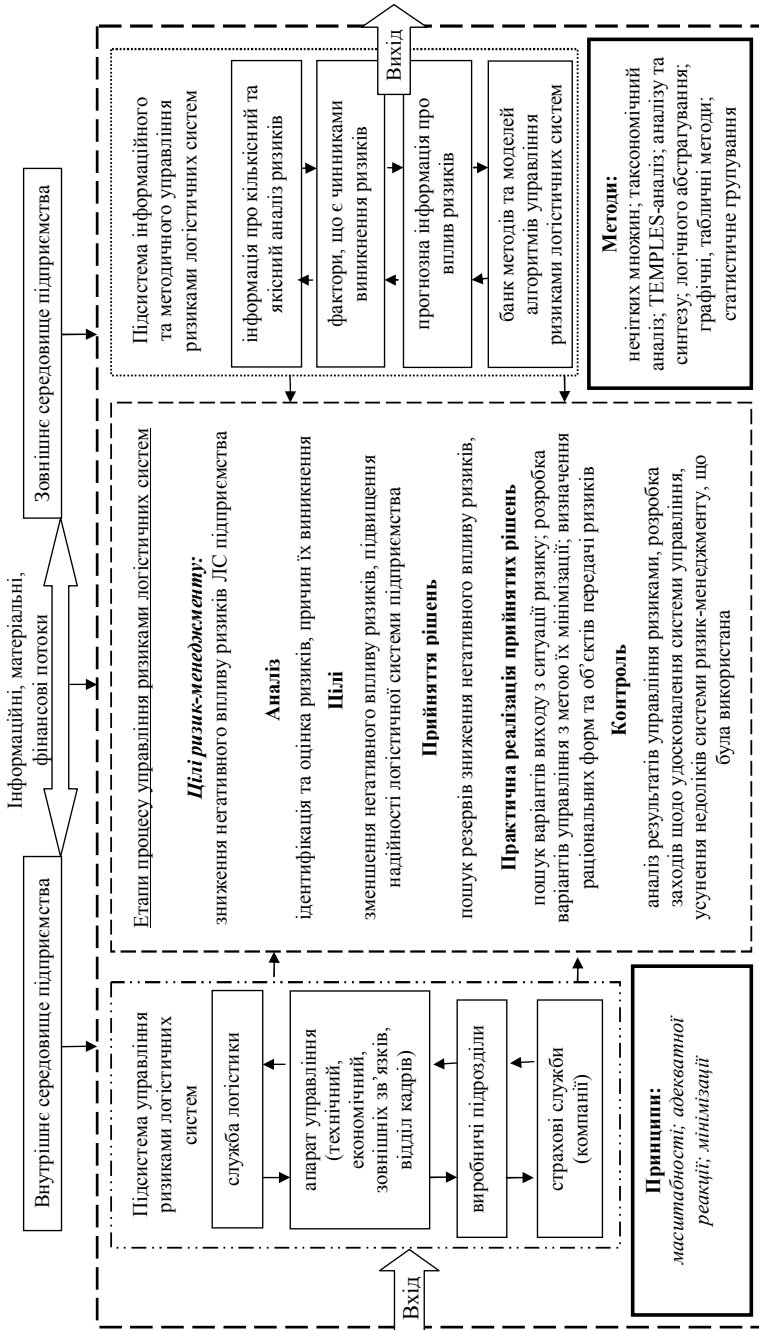 Інформаційні, матеріальні,
фінансові потоки
Внутрішнє середовище підприємства
Зовнішнє середовище підприємства
Вхід
Підсистема управління
ризиками логістичних
систем
служба логістики
апарат управління
(технічний,
економічний,
зовнішніх зв’язків,
відділ кадрів)
виробничі підрозділи
страхові служби
(компанії)
Принципи:
масштабності; адекватної
реакції; мінімізації
Етапи процесу управління ризиками логістичних систем
Цілі ризик-менеджменту:
зниження негативного впливу ризиків ЛС підприємства
Аналіз
ідентифікація та оцінка ризиків, причин їх виникнення
Цілі
зменшення негативного впливу ризиків, підвищення
надійності логістичної системи підприємства
Прийняття рішень
пошук резервів зниження негативного впливу ризиків,
Практична реалізація прийнятих рішень
пошук варіантів виходу з ситуації ризику; розробка
варіантів управління з метою їх мінімізації; визначення
раціональних форм та об’єктів передачі ризиків
Контроль
аналіз результатів управління ризиками, розробка
заходів щодо удосконалення системи управління,
усунення недоліків системи ризик-менеджменту, що
була використана
Підсистема інформаційного
та методичного управління
ризиками логістичних систем
інформація про кількісний та
якісний аналіз ризиків
фактори, що є чинниками
виникнення ризиків
прогнозна інформація про
вплив ризиків
банк методів та моделей
алгоритмів управління
ризиками логістичних систем
Вихід
Методи:
нечітких множин; таксономічний
аналіз; TEMPLES-аналіз; аналізу та
синтезу; логічного абстрагування;
графічні, табличні методи;
статистичне групування